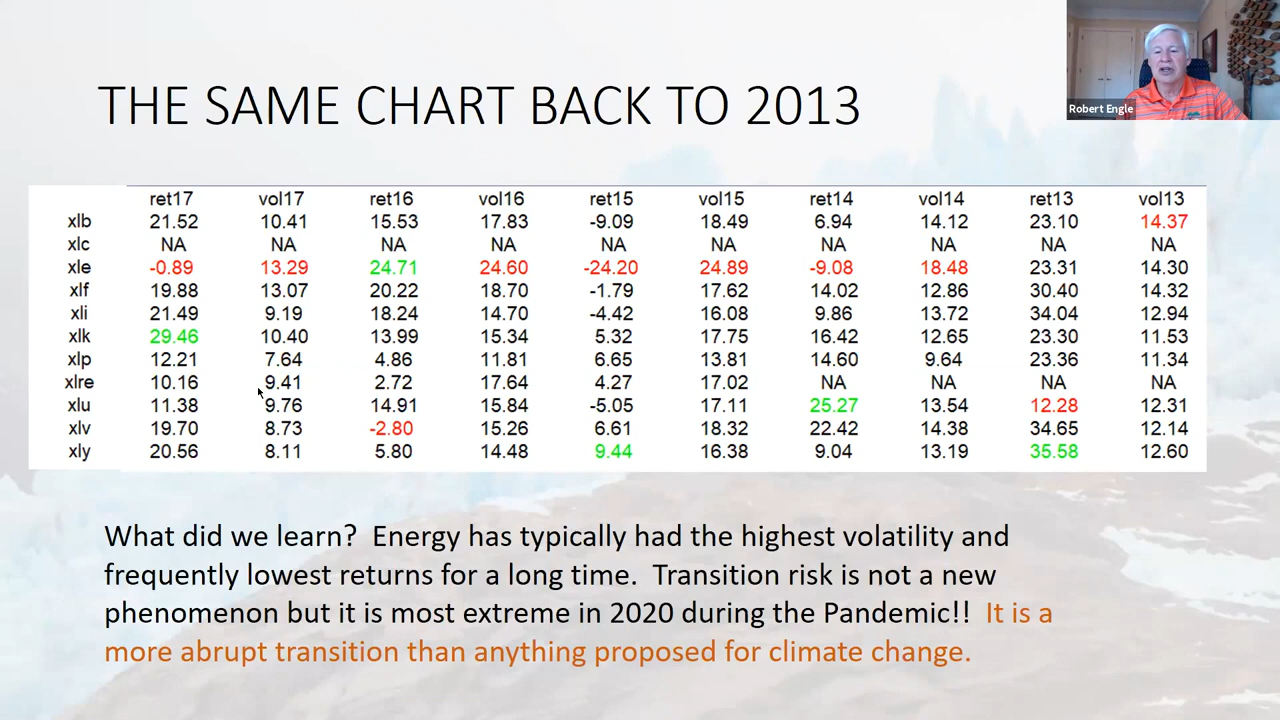 Robert Engle
THE SAME CHART BACK TO 2013
ret17 vol17 ret16 vol16 ret15 vol15 ret14 vol14 ret13 vol13
xlb 21.52 10.41 15.53 17.83 -9.09 18.49 6.94 14.12 23.10 14.37
xlc NA NA NA NA NA NA NA NA NA NA
xle -0.89 13.29 24.71 24.60 -24.20 24.89 -9.08 18.48 23.31 14.30
xlf 19.88 13.07 20.22 18.70 -1.79 17.62 14.02 12.86 30.40 14.32
xli 21.49 9.19 18.24 14.70 -4.42 16.08 9.86 13.72 34.04 12.94
xlk 29.46 10.40 13.99 15.34 5.32 17.75 16.42 12.65 23.30 11.53
xlp 12.21 7.64 4.86 11.81 6.65 13.81 14.60 9.64 23.36 11.34
xlre 10.16 9.41 2.72 17.64 4.27 17.02 NA NA NA NA
xlu 11.38 9.76 14.91 15.84 -5.05 17.11 25.27 13.54 12.28 12.31
xlv 19.70 8.73 -2.80 15.26 6.61 18.32 22.42 14.38 34.65 12.14
xly 20.56 8.11 5.80 14.48 9.44 16.38 9.04 13.19 35.58 12.60
What did we learn? Energy has typically had the highest volatility and
frequently lowest returns for a long time. Transition risk is not a new
phenomenon but it is most extreme in 2020 during the Pandemic!! It is a
more abrupt transition than anything proposed for climate change.